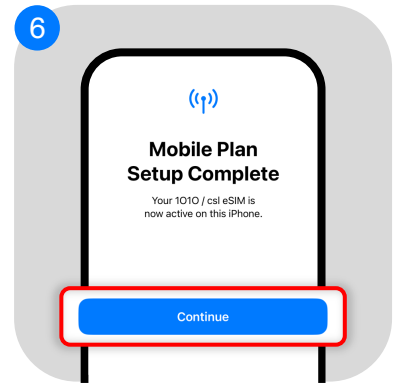 6
Mobile Plan
Setup Complete
Your 1O1O / csl eSIM is
now active on this iPhone.
Continue